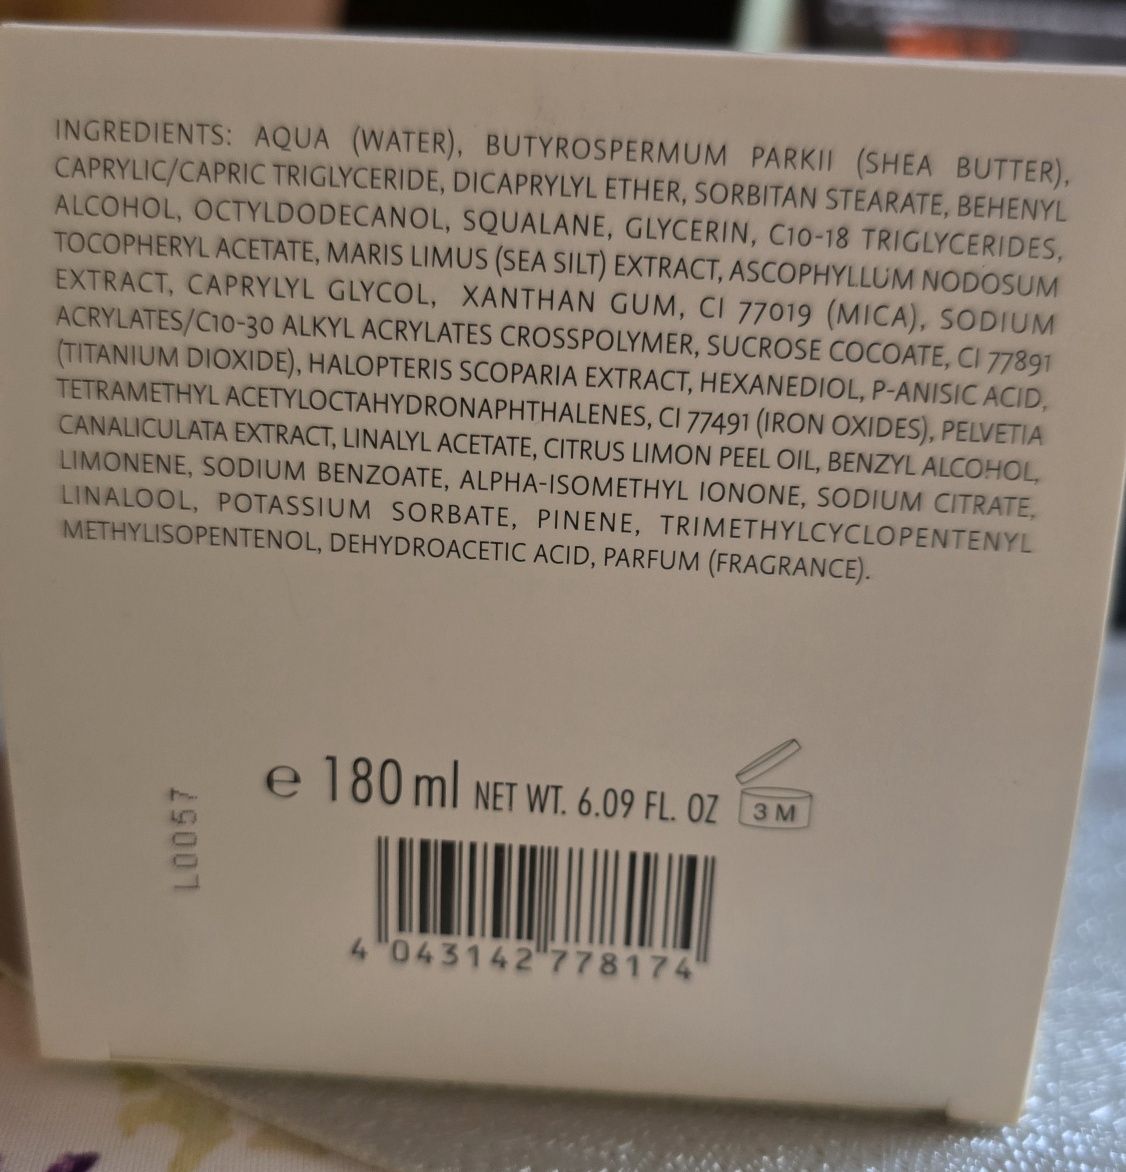 INGREDIENTS: AQUA (WATER), BUTYROSPERMUM PARKII (SHEA BUTTER),
CAPRYLIC/CAPRIC TRIGLYCERIDE, DICAPRYLYL ETHER, SORBITAN STEARATE, BEHENYL
ALCOHOL, OCTYLDODECANOL, SQUALANE, GLYCERIN, C10-18 TRIGLYCERIDES,
TOCOPHERYL ACETATE, MARIS LIMUS (SEA SILT) EXTRACT, ASCOPHYLLUM NODOSUM
EXTRACT, CAPRYLYL GLYCOL, XANTHAN GUM, CI 77019 (MICA), SODIUM
ACRYLATES/C10-30 ALKYL ACRYLATES CROSSPOLYMER, SUCROSE COCOATE, CI 77891
(TITANIUM DIOXIDE), HALOPTERIS SCOPARIA EXTRACT, HEXANEDIOL, P-ANISIC ACID,
TETRAMETHYL ACETYLOCTAHYDRONAPHTHALENES, CI 77491 (IRON OXIDES), PELVETIA
CANALICULATA EXTRACT, LINALYL ACETATE, CITRUS LIMON PEEL OIL, BENZYL ALCOHOL,
LIMONENE, SODIUM BENZOATE, ALPHA-ISOMETHYL IONONE, SODIUM CITRATE,
LINALOOL, POTASSIUM SORBATE, PINENE, TRIMETHYLCYCLOPENTENYL
METHYLISOPENTENOL, DEHYDROACETIC ACID, PARFUM (FRAGRANCE).
e 180 ml NET WT. 6.09 FL. OZ 3 M
L0057
4 043142 778174